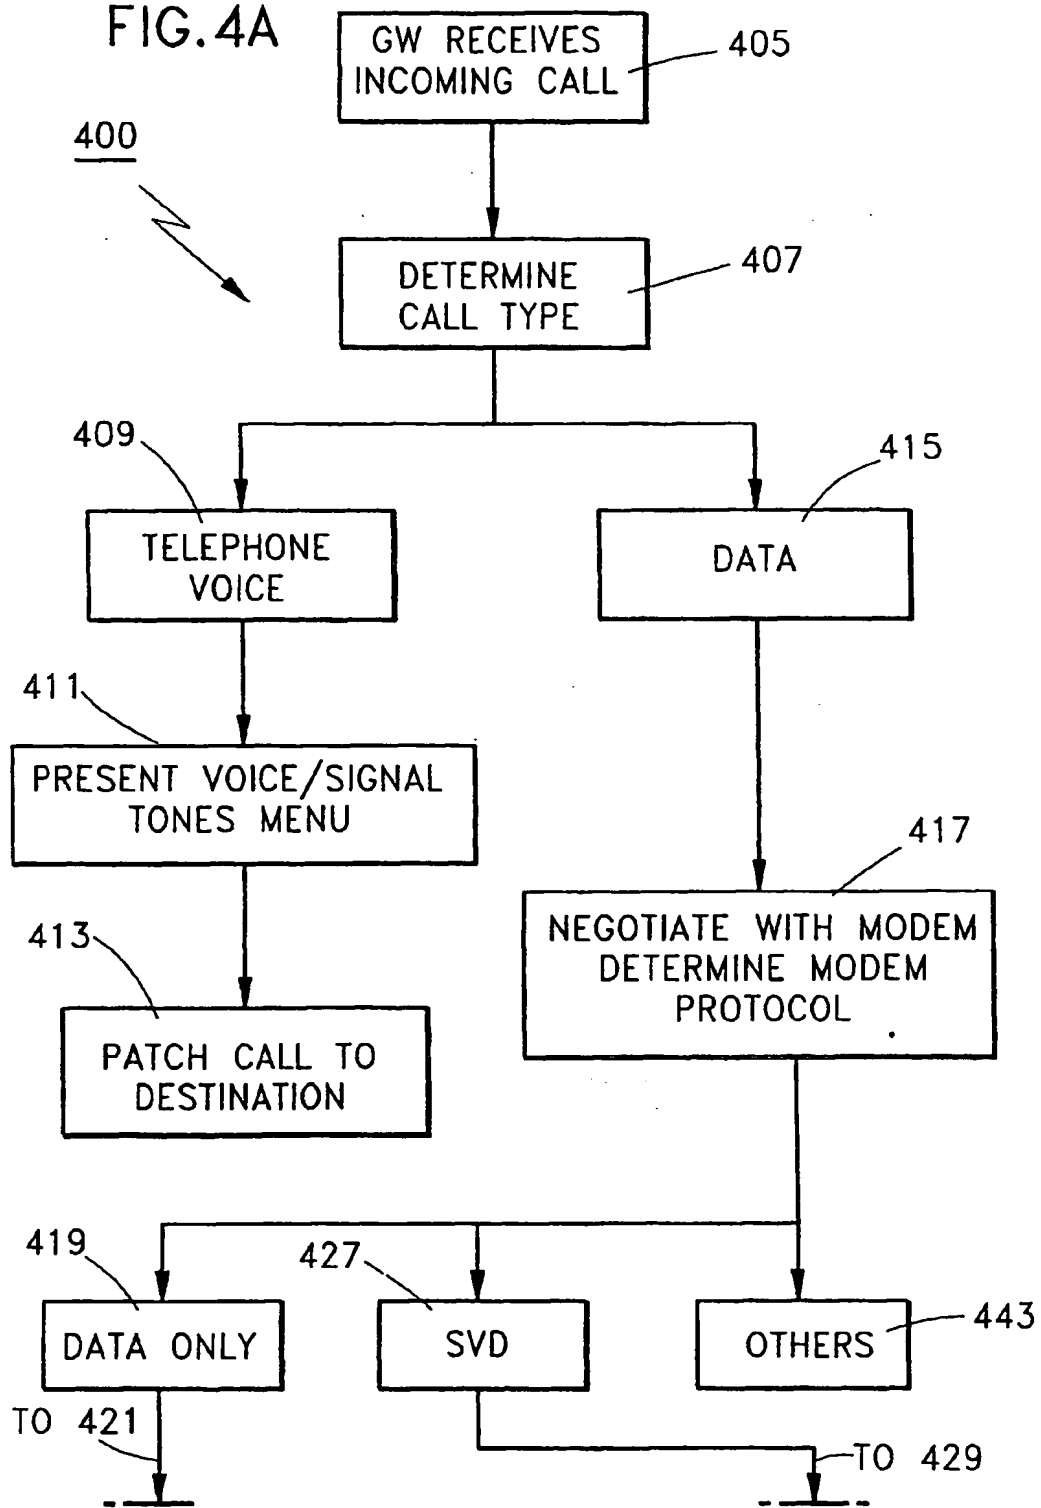 FIG.4A
GW RECEIVES
INCOMING CALL
405
400
DETERMINE
CALL TYPE
407
409
415
TELEPHONE
VOICE
DATA
411
PRESENT VOICE/SIGNAL
TONES MENU
417
413
NEGOTIATE WITH MODEM
DETERMINE MODEM
PROTOCOL
PATCH CALL TO
DESTINATION
419
427
443
DATA ONLY
SVD
OTHERS
TO 421
TO 429